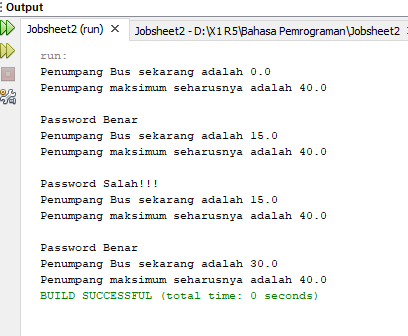 Output
Jobsheet2 (run) × Jobsheet2 - D:\X1 R5\Bahasa Pemrograman\Jobsheet2
run:
Penumpang Bus sekarang adalah 0.0
Penumpang maksimum seharusnya adalah 40.0
Password Benar
Penumpang Bus sekarang adalah 15.0
Penumpang maksimum seharusnya adalah 40.0
Password Salah!!!
Penumpang Bus sekarang adalah 15.0
Penumpang maksimum seharusnya adalah 40.0
Password Benar
Penumpang Bus sekarang adalah 30.0
Penumpang maksimum seharusnya adalah 40.0
BUILD SUCCESSFUL (total time: 0 seconds)